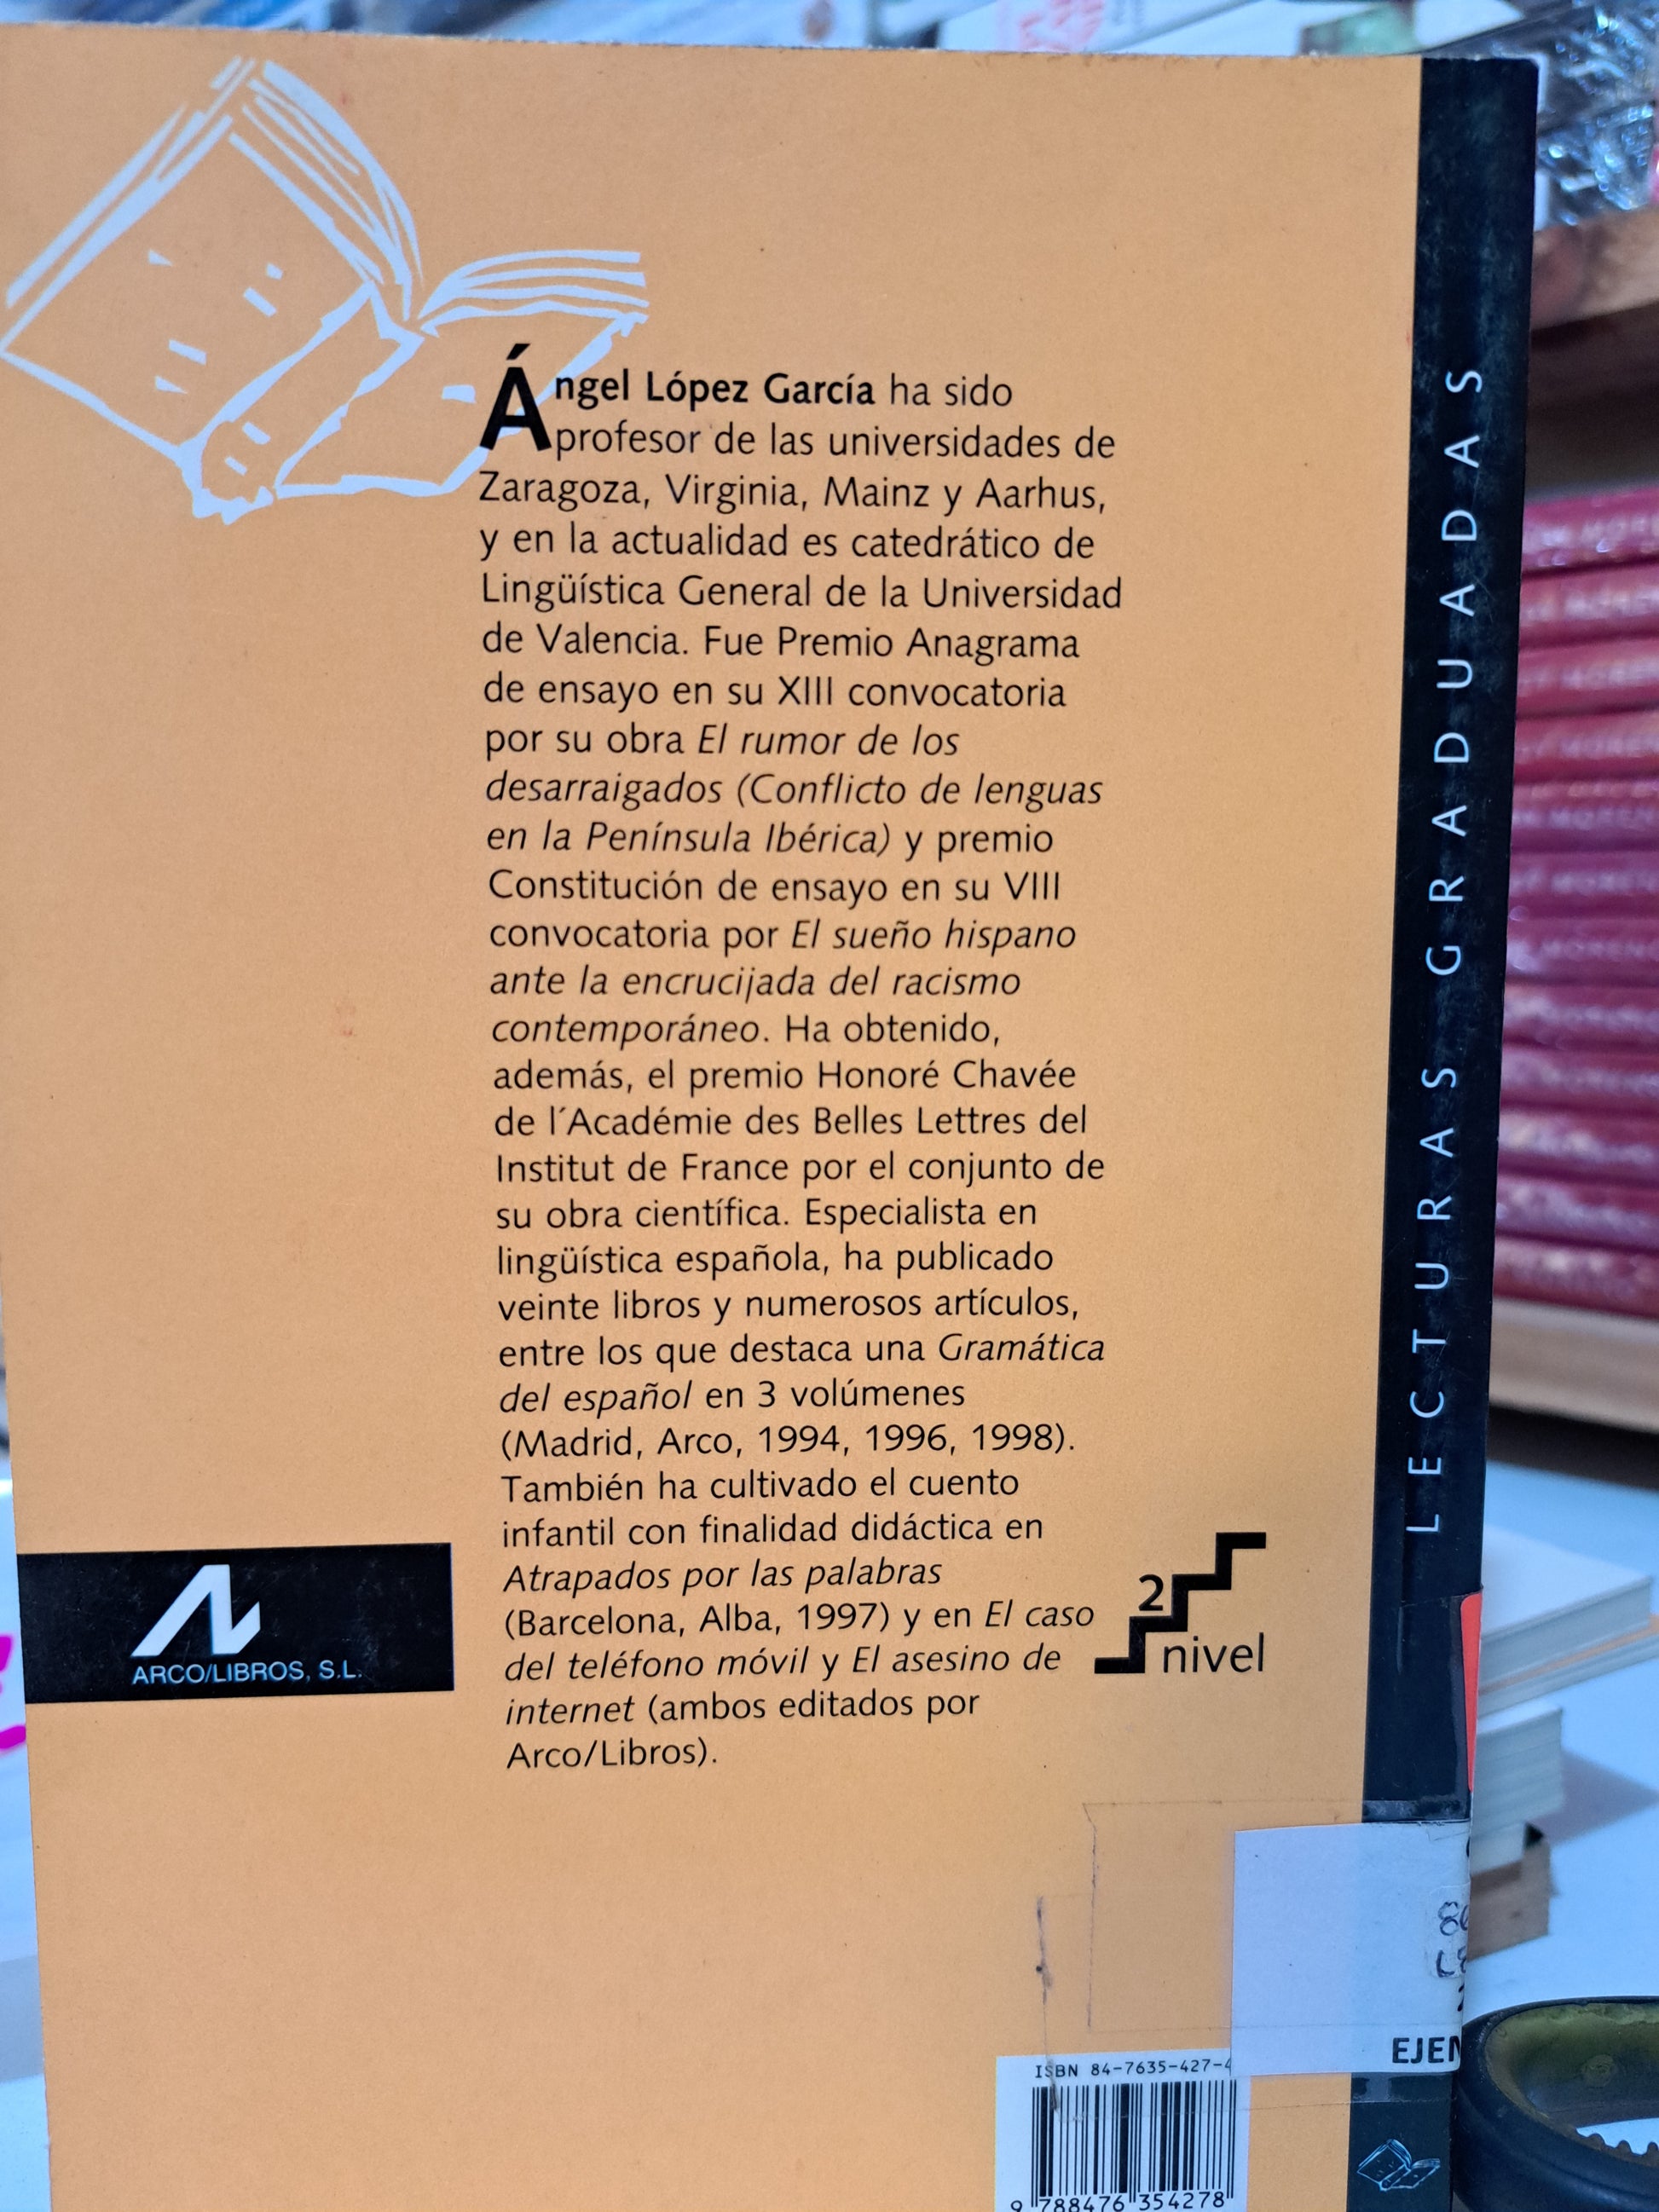 Ángel López García ha sido
profesor de las universidades de
Zaragoza, Virginia, Mainz y Aarhus,
y en la actualidad es catedrático de
Lingüística General de la Universidad
de Valencia. Fue Premio Anagrama
de ensayo en su XIII convocatoria
por su obra El rumor de los
desarraigados (Conflicto de lenguas
en la Península Ibérica) y premio
Constitución de ensayo en su VIII
convocatoria por El sueño hispano
ante la encrucijada del racismo
contemporáneo. Ha obtenido,
además, el premio Honoré Chavée
de l´Académie des Belles Lettres del
Institut de France por el conjunto de
su obra científica. Especialista en
lingüística española, ha publicado
veinte libros y numerosos artículos,
entre los que destaca una Gramática
del español en 3 volúmenes
(Madrid, Arco, 1994, 1996, 1998).
También ha cultivado el cuento
infantil con finalidad didáctica en
Atrapados por las palabras
(Barcelona, Alba, 1997) y en El caso
del teléfono móvil y El asesino de
internet (ambos editados por
Arco/Libros).
ARCO/LIBROS, S.L.
2
nivel
LECTURAS GRADUADAS
EJEM
ISBN 84-7635-427-4
9 788476 354278